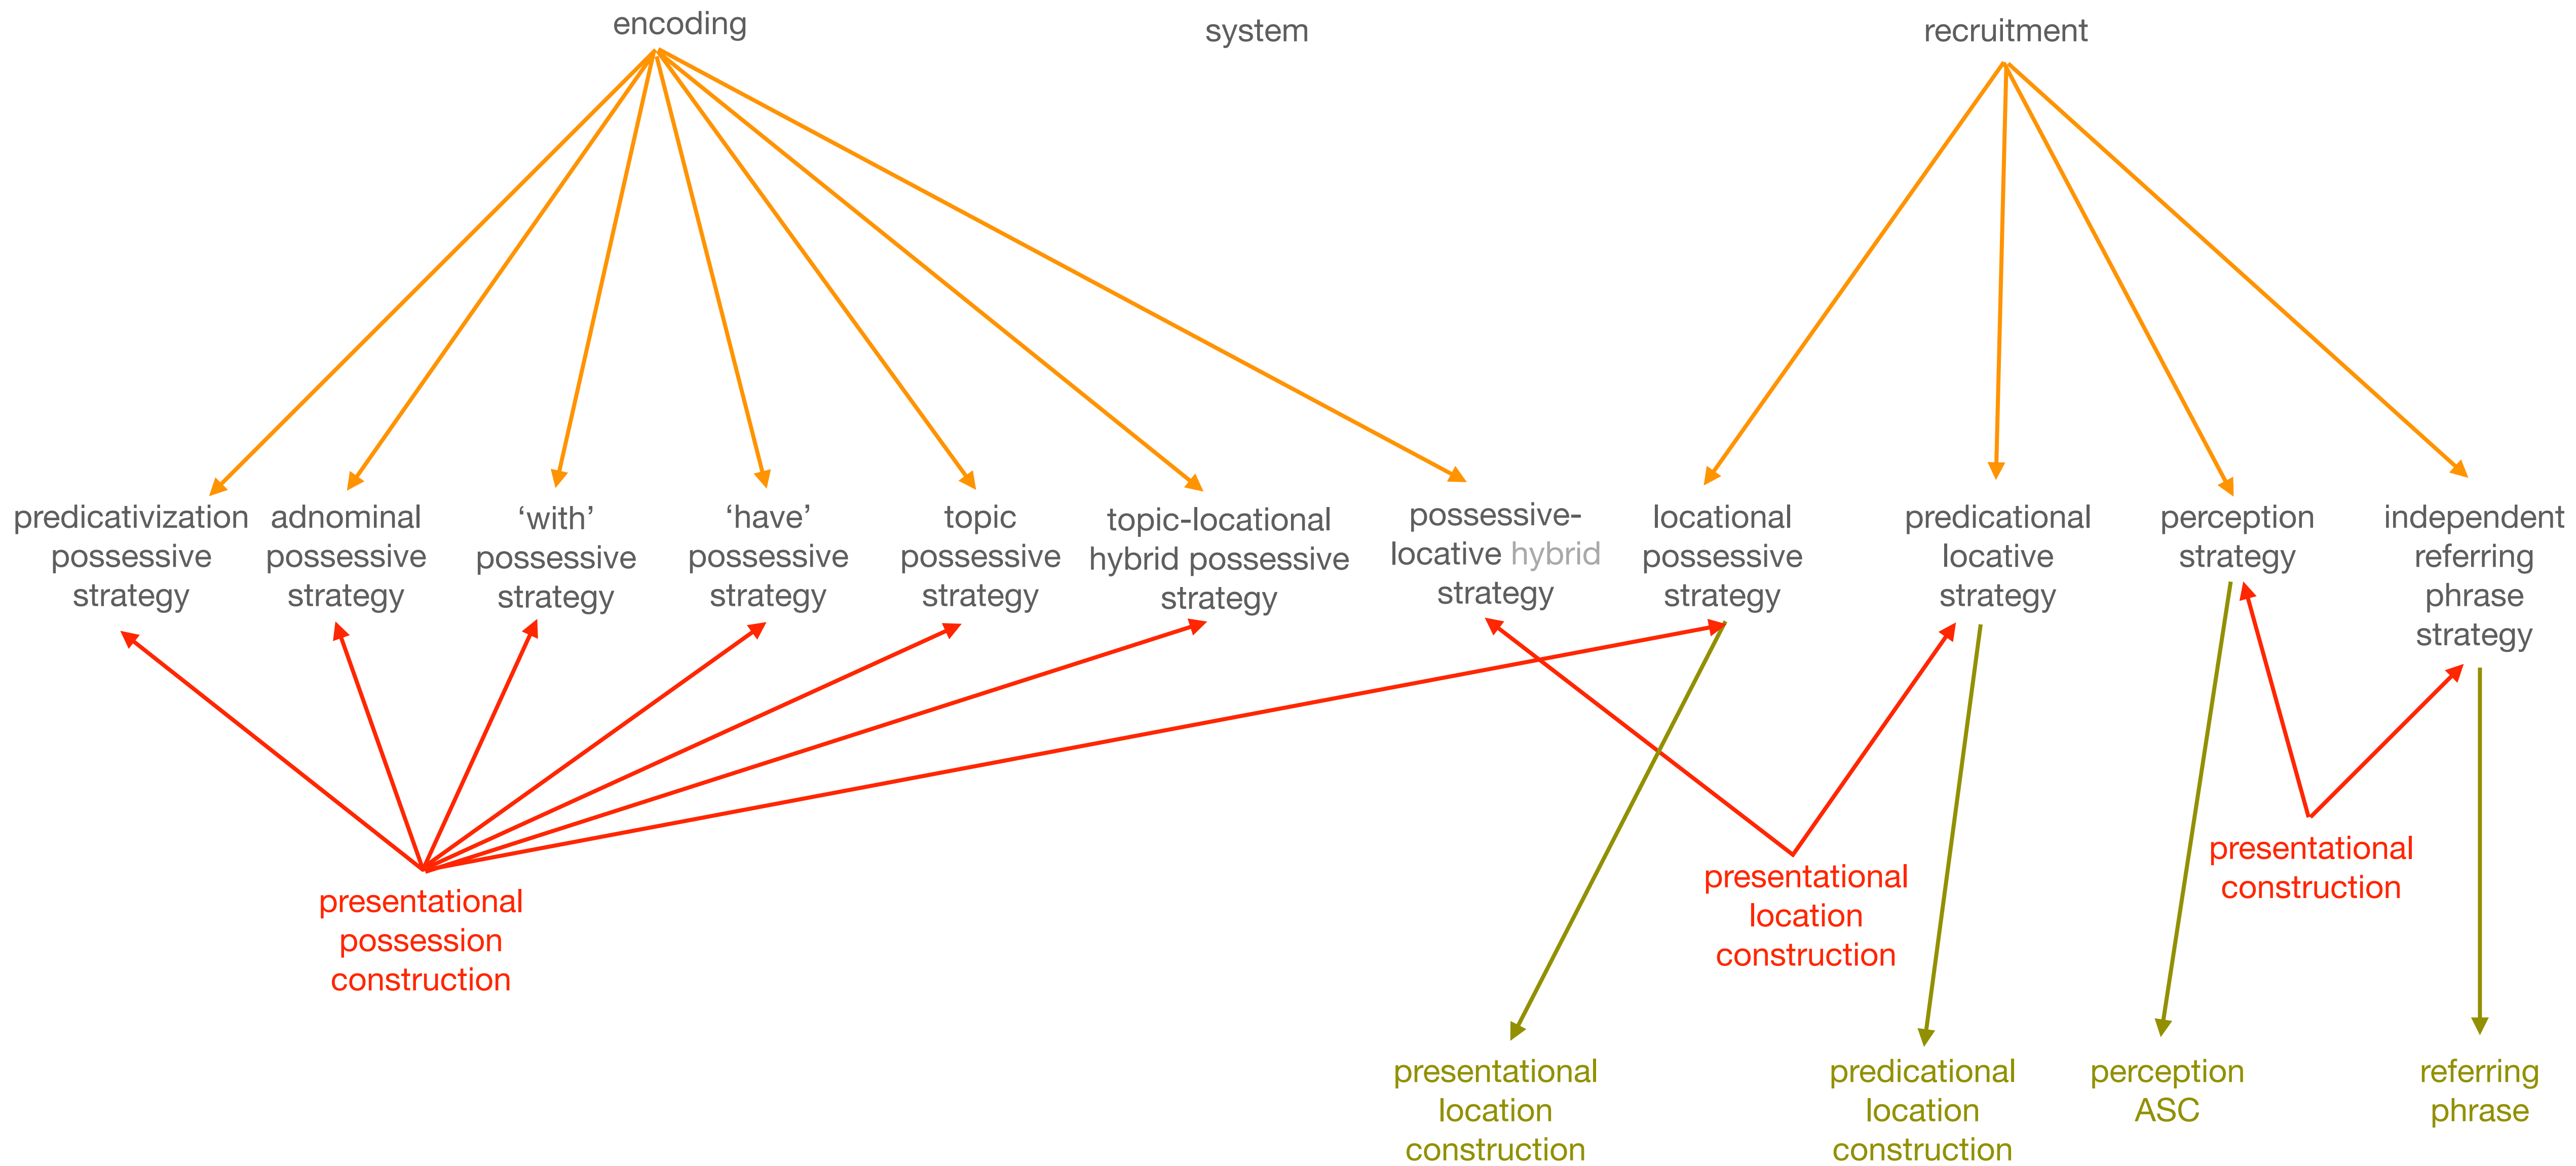 encoding
system
recruitment
predicativization
possessive
strategy
adnominal
possessive
strategy
‘with’
possessive
strategy
‘have’
possessive
strategy
topic
possessive
strategy
topic-locational
hybrid possessive
strategy
possessive-
locative hybrid
strategy
locational
possessive
strategy
predicational
locative
strategy
perception
strategy
independent
referring
phrase
strategy
presentational
possession
construction
presentational
location
construction
presentational
construction
presentational
location
construction
predicational
location
construction
perception
ASC
referring
phrase